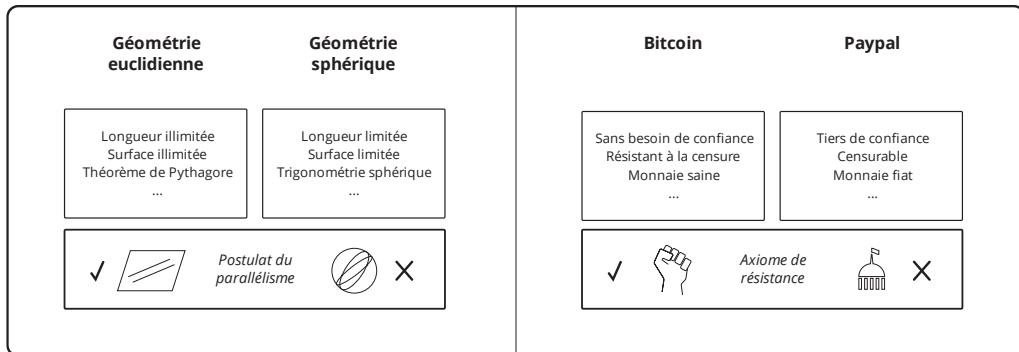 Géométrie
euclidienne
Géométrie
sphérique
Longueur illimitée
Surface illimitée
Théorème de Pythagore
...
Longueur limitée
Surface limitée
Trigonométrie sphérique
...
Postulat du
parallélisme
Bitcoin
Paypal
Sans besoin de confiance
Résistant à la censure
Monnaie saine
...
Tiers de confiance
Censurable
Monnaie fiat
...
Axiome de
résistance